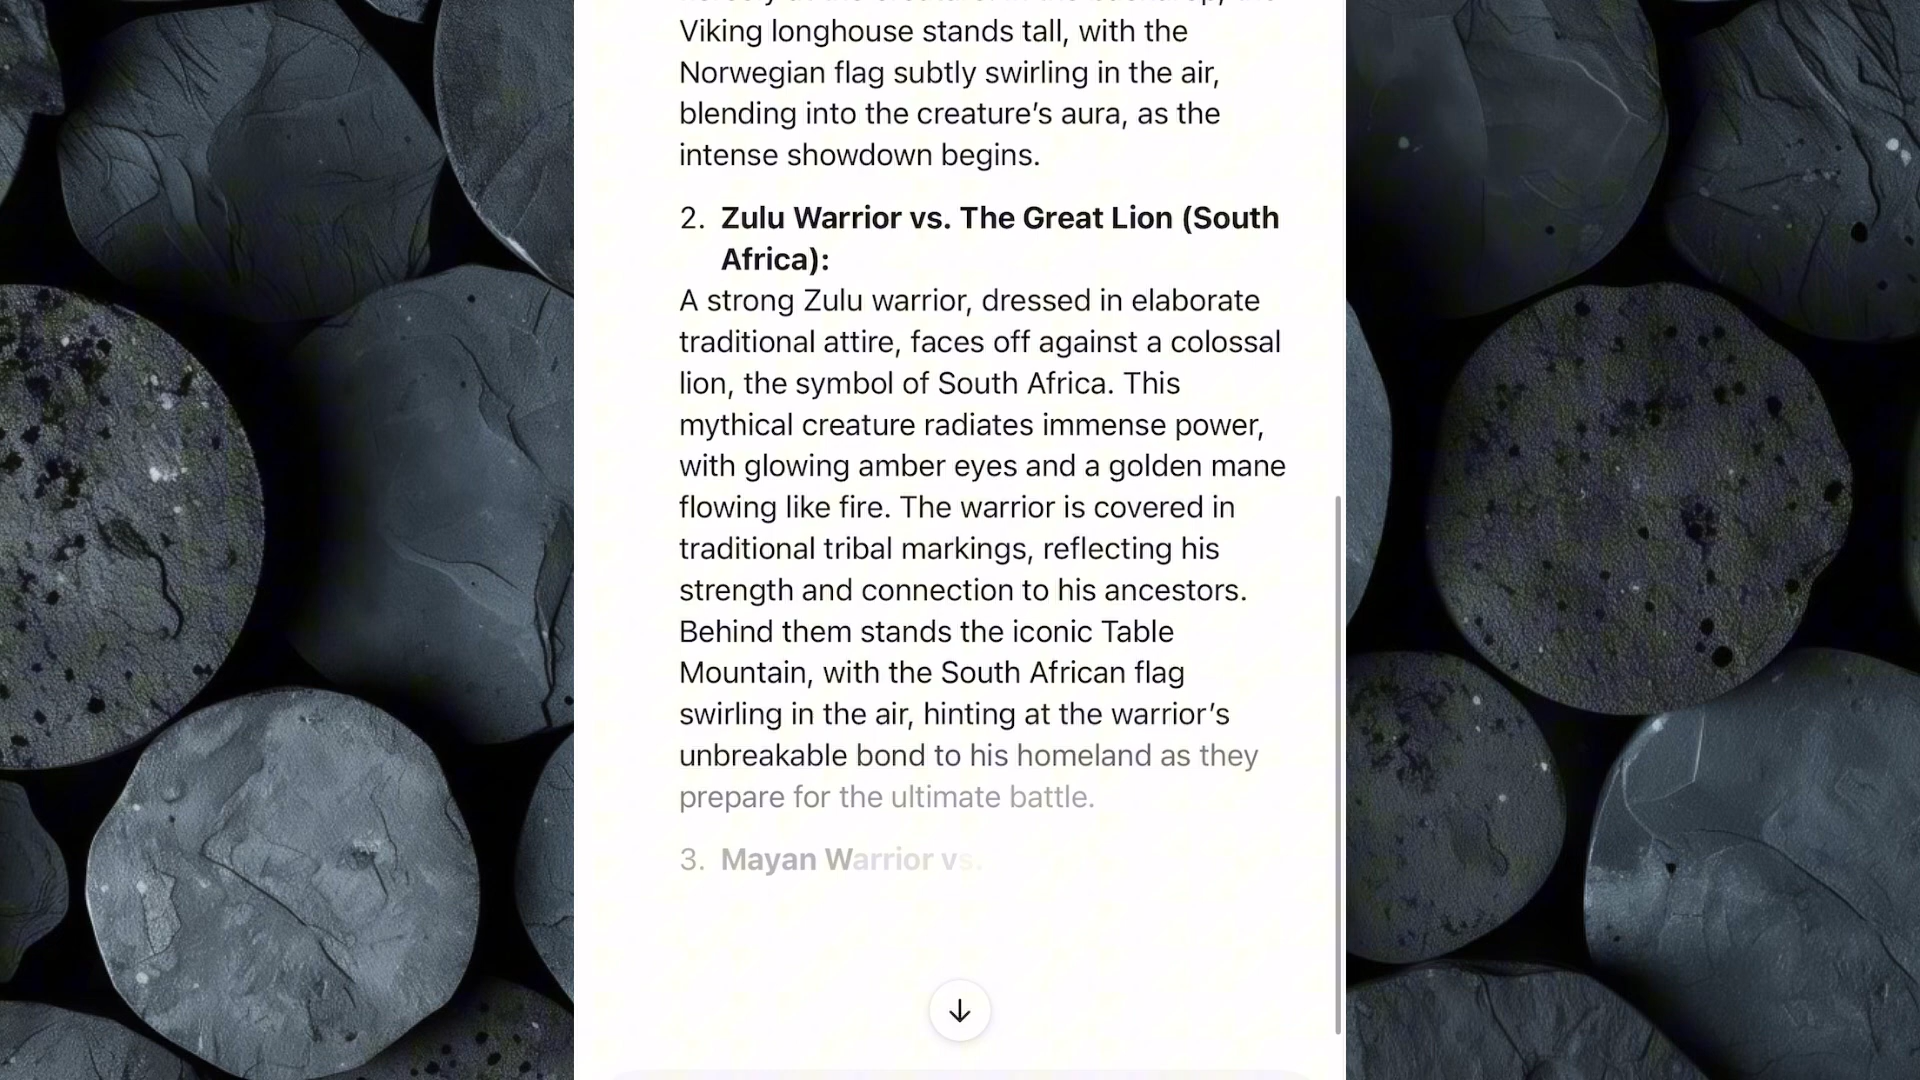 Viking longhouse stands tall, with the
Norwegian flag subtly swirling in the air,
blending into the creature’s aura, as the
intense showdown begins.
2. Zulu Warrior vs. The Great Lion (South
Africa):
A strong Zulu warrior, dressed in elaborate
traditional attire, faces off against a colossal
lion, the symbol of South Africa. This
mythical creature radiates immense power,
with glowing amber eyes and a golden mane
flowing like fire. The warrior is covered in
traditional tribal markings, reflecting his
strength and connection to his ancestors.
Behind them stands the iconic Table
Mountain, with the South African flag
swirling in the air, hinting at the warrior’s
unbreakable bond to his homeland as they
prepare for the ultimate battle.
3. Mayan Warrior vs.